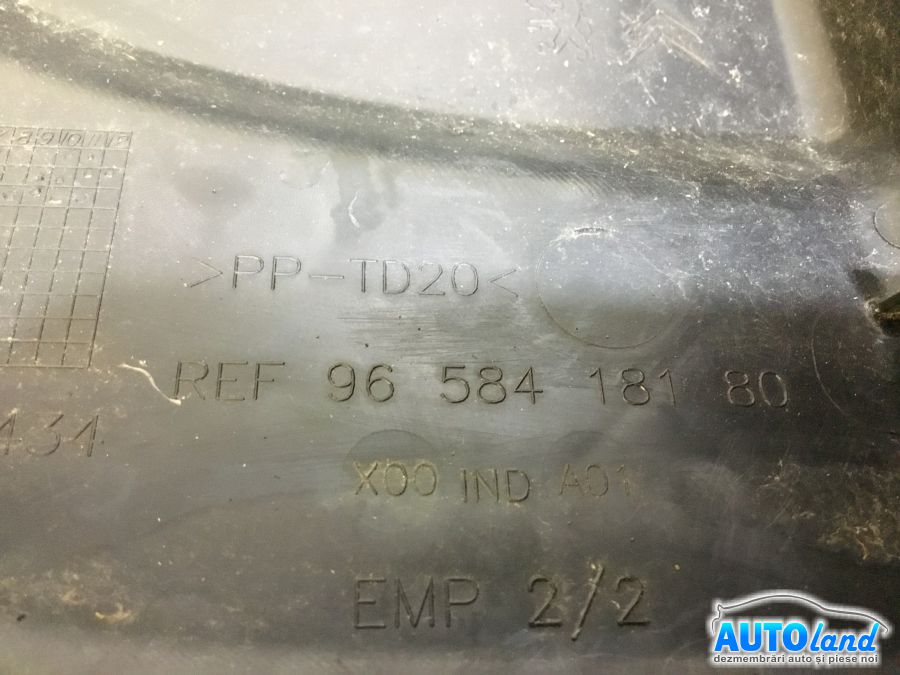 >PP-TD20<
REF 96 584 181 80
431
X00 IND A01
EMP 2/2
AUTOland
dezmembrări auto și piese noi